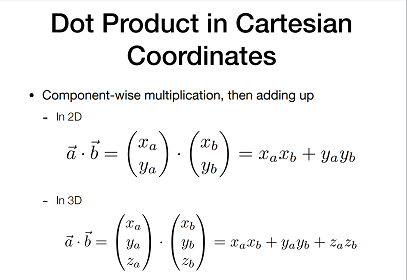 Dot Product in Cartesian
Coordinates
• Component-wise multiplication, then adding up
- In 2D
$\vec{a} \cdot \vec{b} = \begin{pmatrix} x_a \\ y_a \end{pmatrix} \cdot \begin{pmatrix} x_b \\ y_b \end{pmatrix} = x_a x_b + y_a y_b$
- In 3D
$\vec{a} \cdot \vec{b} = \begin{pmatrix} x_a \\ y_a \\ z_a \end{pmatrix} \cdot \begin{pmatrix} x_b \\ y_b \\ z_b \end{pmatrix} = x_a x_b + y_a y_b + z_a z_b$